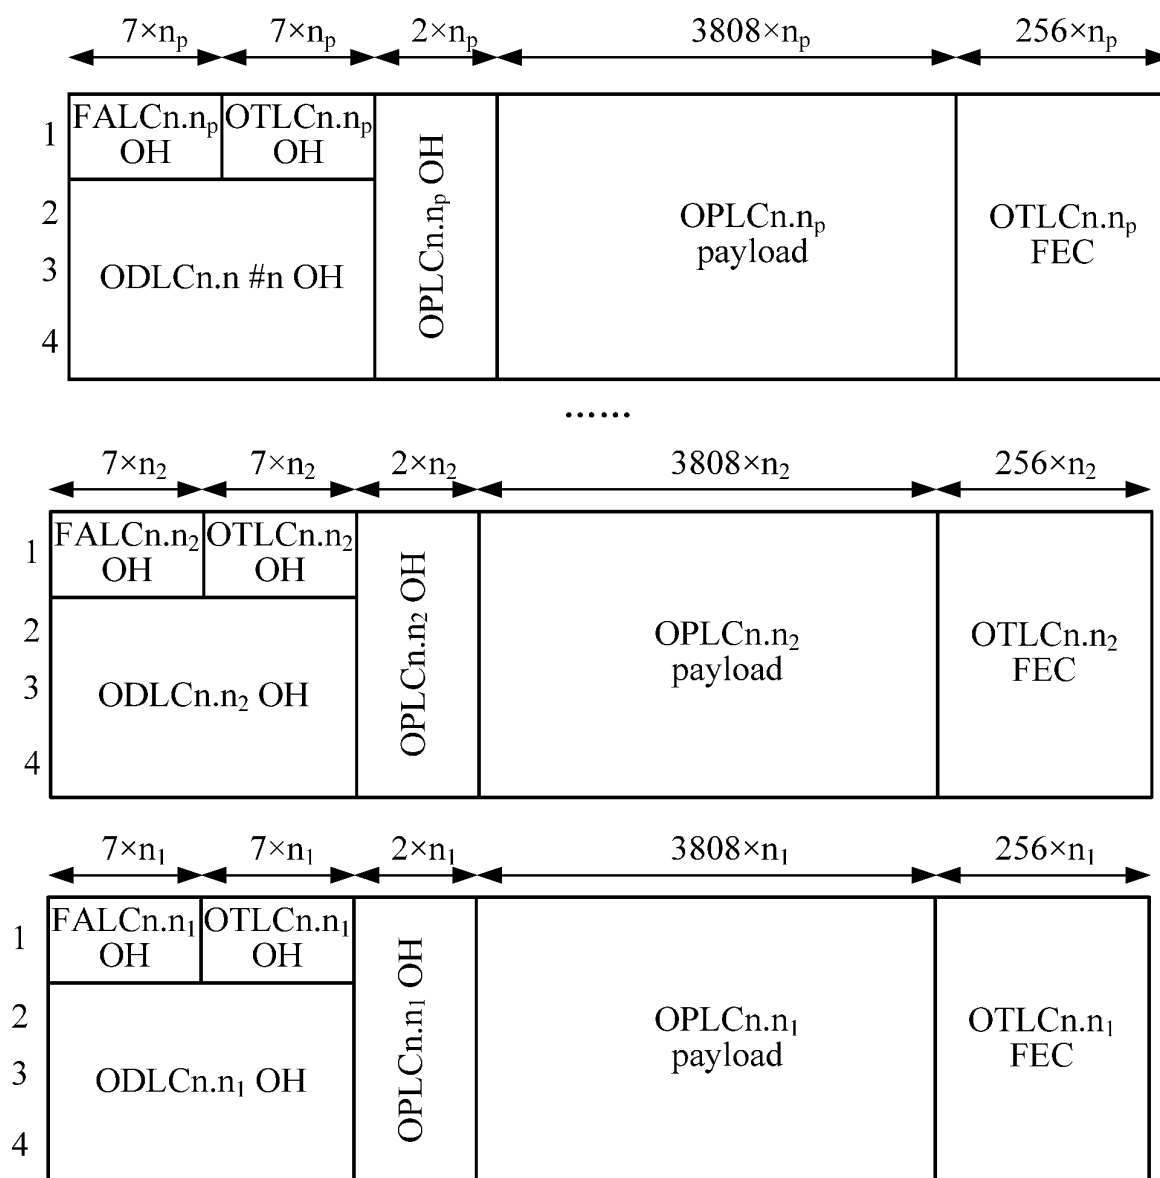 7×nₚ 7×nₚ 2×nₚ 3808×nₚ 256×nₚ
1
FALCn.nₚ
OH
OTLCn.nₚ
OH
2
3
4
ODLCn.n #n OH
OPLCn.nₚ OH
OPLCn.nₚ
payload
OTLCn.nₚ
FEC
......
7×n₂ 7×n₂ 2×n₂ 3808×n₂ 256×n₂
1
FALCn.n₂
OH
OTLCn.n₂
OH
2
3
4
ODLCn.n₂ OH
OPLCn.n₂ OH
OPLCn.n₂
payload
OTLCn.n₂
FEC
7×n₁ 7×n₁ 2×n₁ 3808×n₁ 256×n₁
1
FALCn.n₁
OH
OTLCn.n₁
OH
2
3
4
ODLCn.n₁ OH
OPLCn.n₁ OH
OPLCn.n₁
payload
OTLCn.n₁
FEC